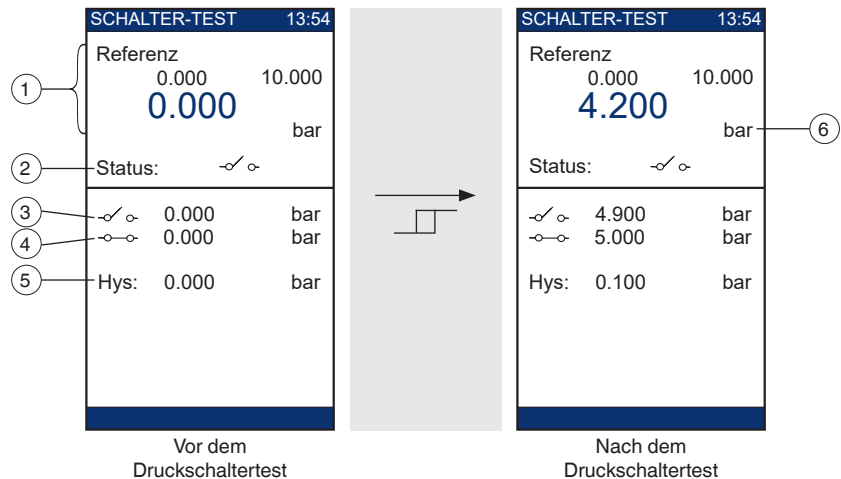 SCHALTER-TEST 13:54
Referenz
0.000 10.000
0.000
bar
Status:
0.000 bar
0.000 bar
Hys: 0.000 bar
1
2
3
4
5
Vor dem
Druckschaltertest
SCHALTER-TEST 13:54
Referenz
0.000 10.000
4.200
bar
Status:
4.900 bar
5.000 bar
Hys: 0.100 bar
6
Nach dem
Druckschaltertest